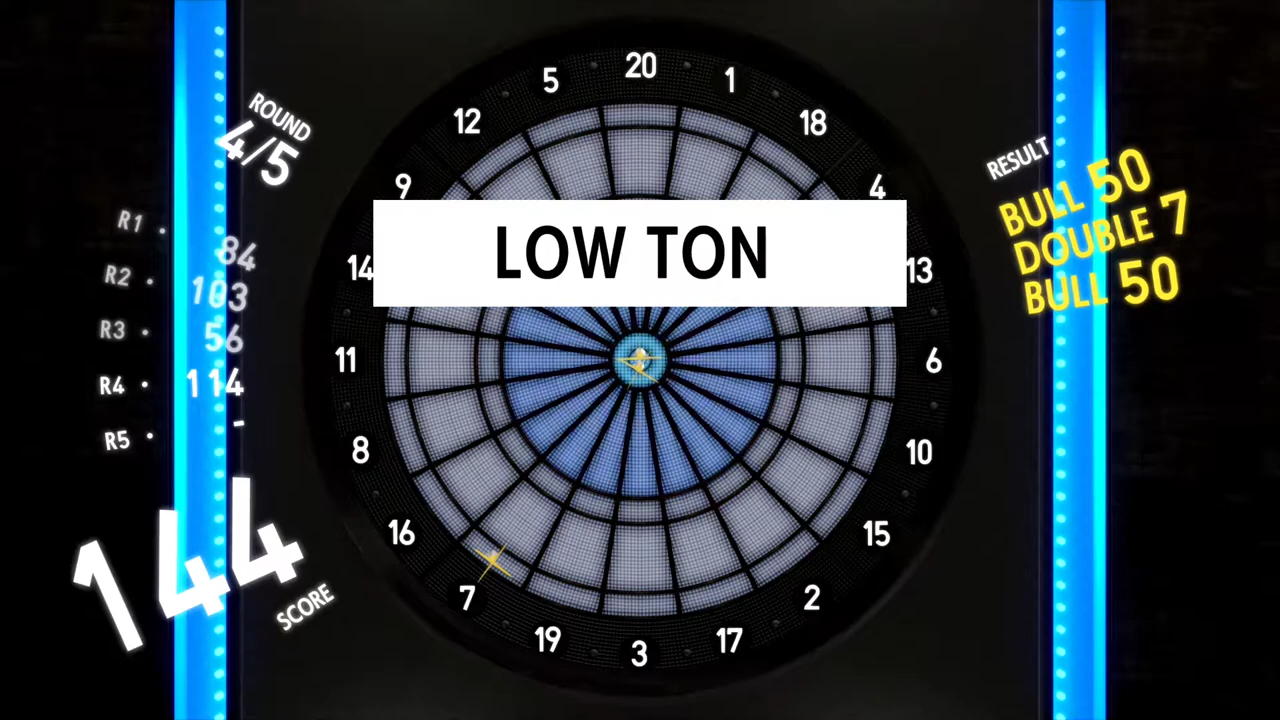 ROUND
4/5
R1 • 84
R2 • 103
R3 • 56
R4 • 114
R5 • -
144
SCORE
20
1
18
4
13
6
10
15
2
17
3
19
7
16
8
11
14
9
12
5
LOW TON
RESULT
BULL 50
DOUBLE 7
BULL 50